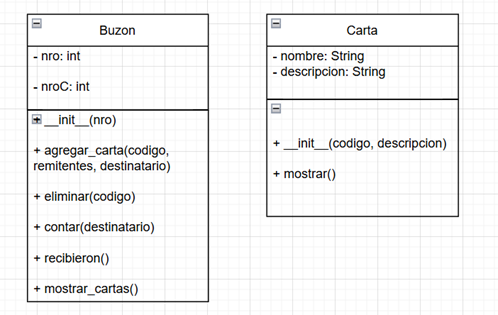 Buzon
- nro: int
- nroC: int
+ __init__(nro)
+ agregar_carta(codigo,
remitentes, destinatario)
+ eliminar(codigo)
+ contar(destinatario)
+ recibieron()
+ mostrar_cartas()
Carta
- nombre: String
- descripcion: String
+ __init__(codigo, descripcion)
+ mostrar()